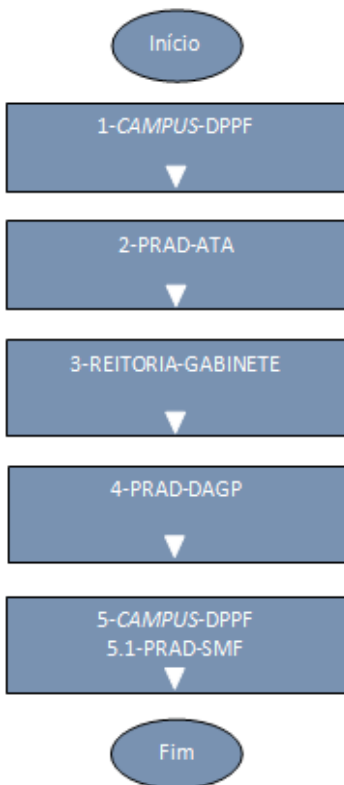 Início
1-CAMPUS-DPPF
2-PRAD-ATA
3-REITORIA-GABINETE
4-PRAD-DAGP
5-CAMPUS-DPPF
5.1-PRAD-SMF
Fim